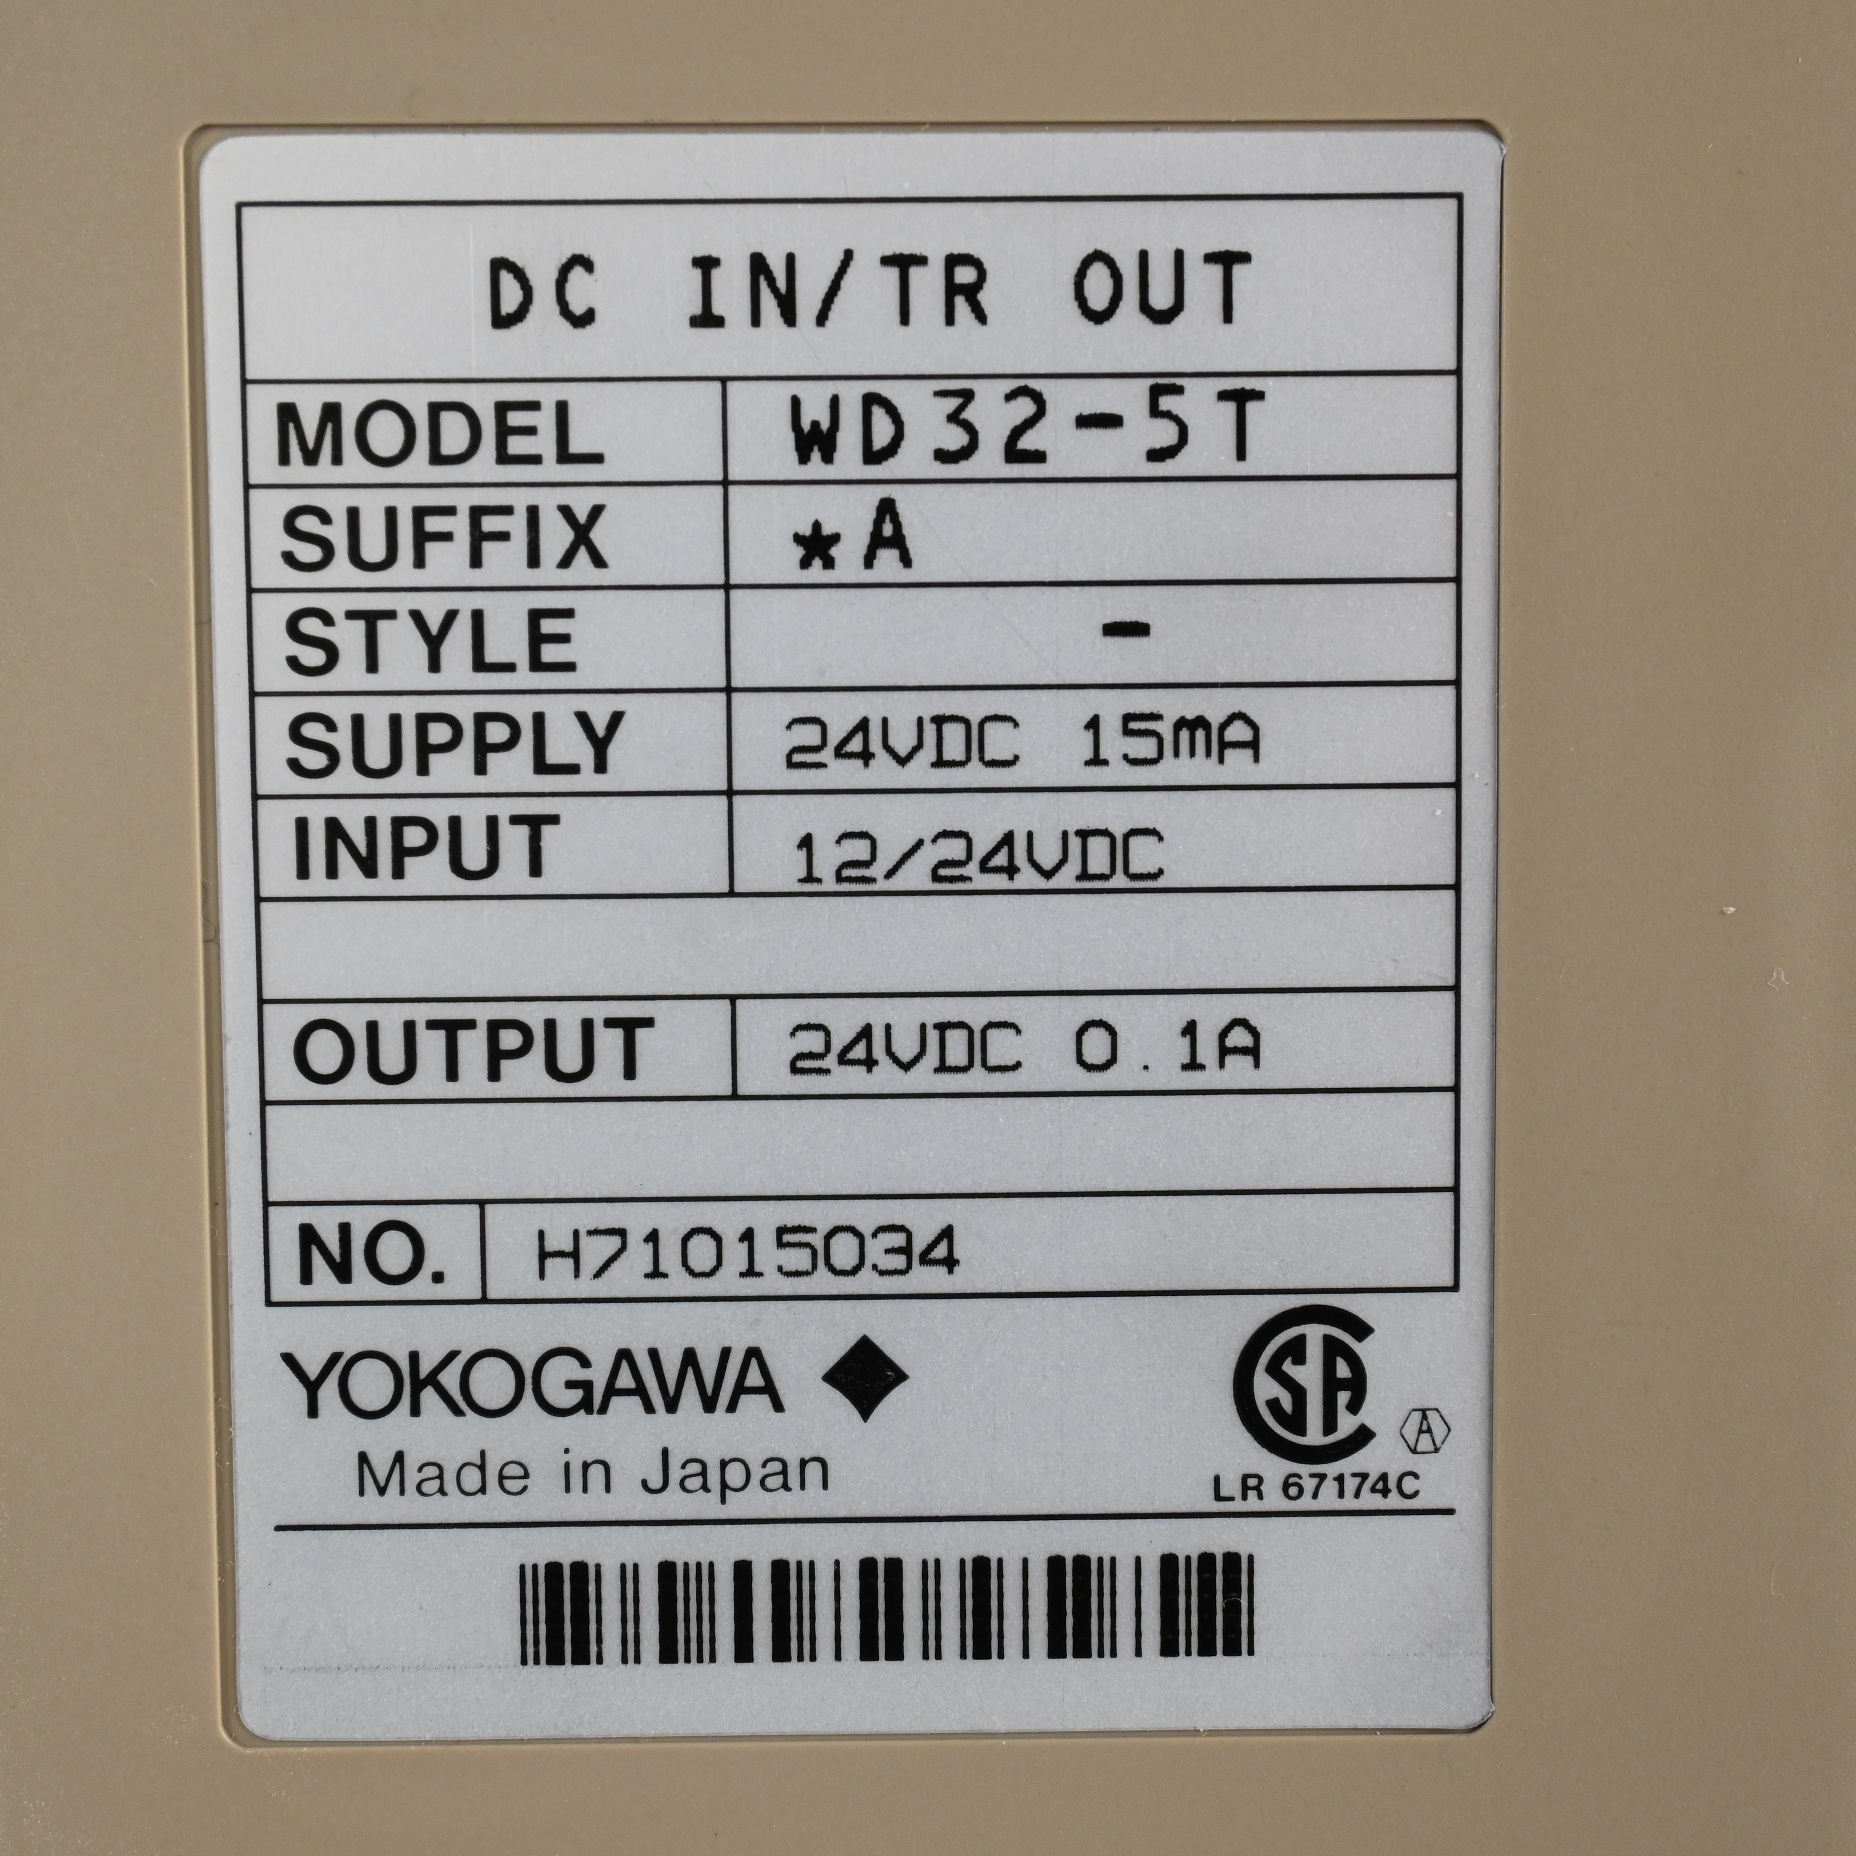 DC IN/TR OUT
MODEL WD32-5T
SUFFIX *A
STYLE -
SUPPLY 24VDC 15mA
INPUT 12/24VDC
OUTPUT 24VDC 0.1A
NO. H71015034
YOKOGAWA
CSA
A
Made in Japan
LR 67174C